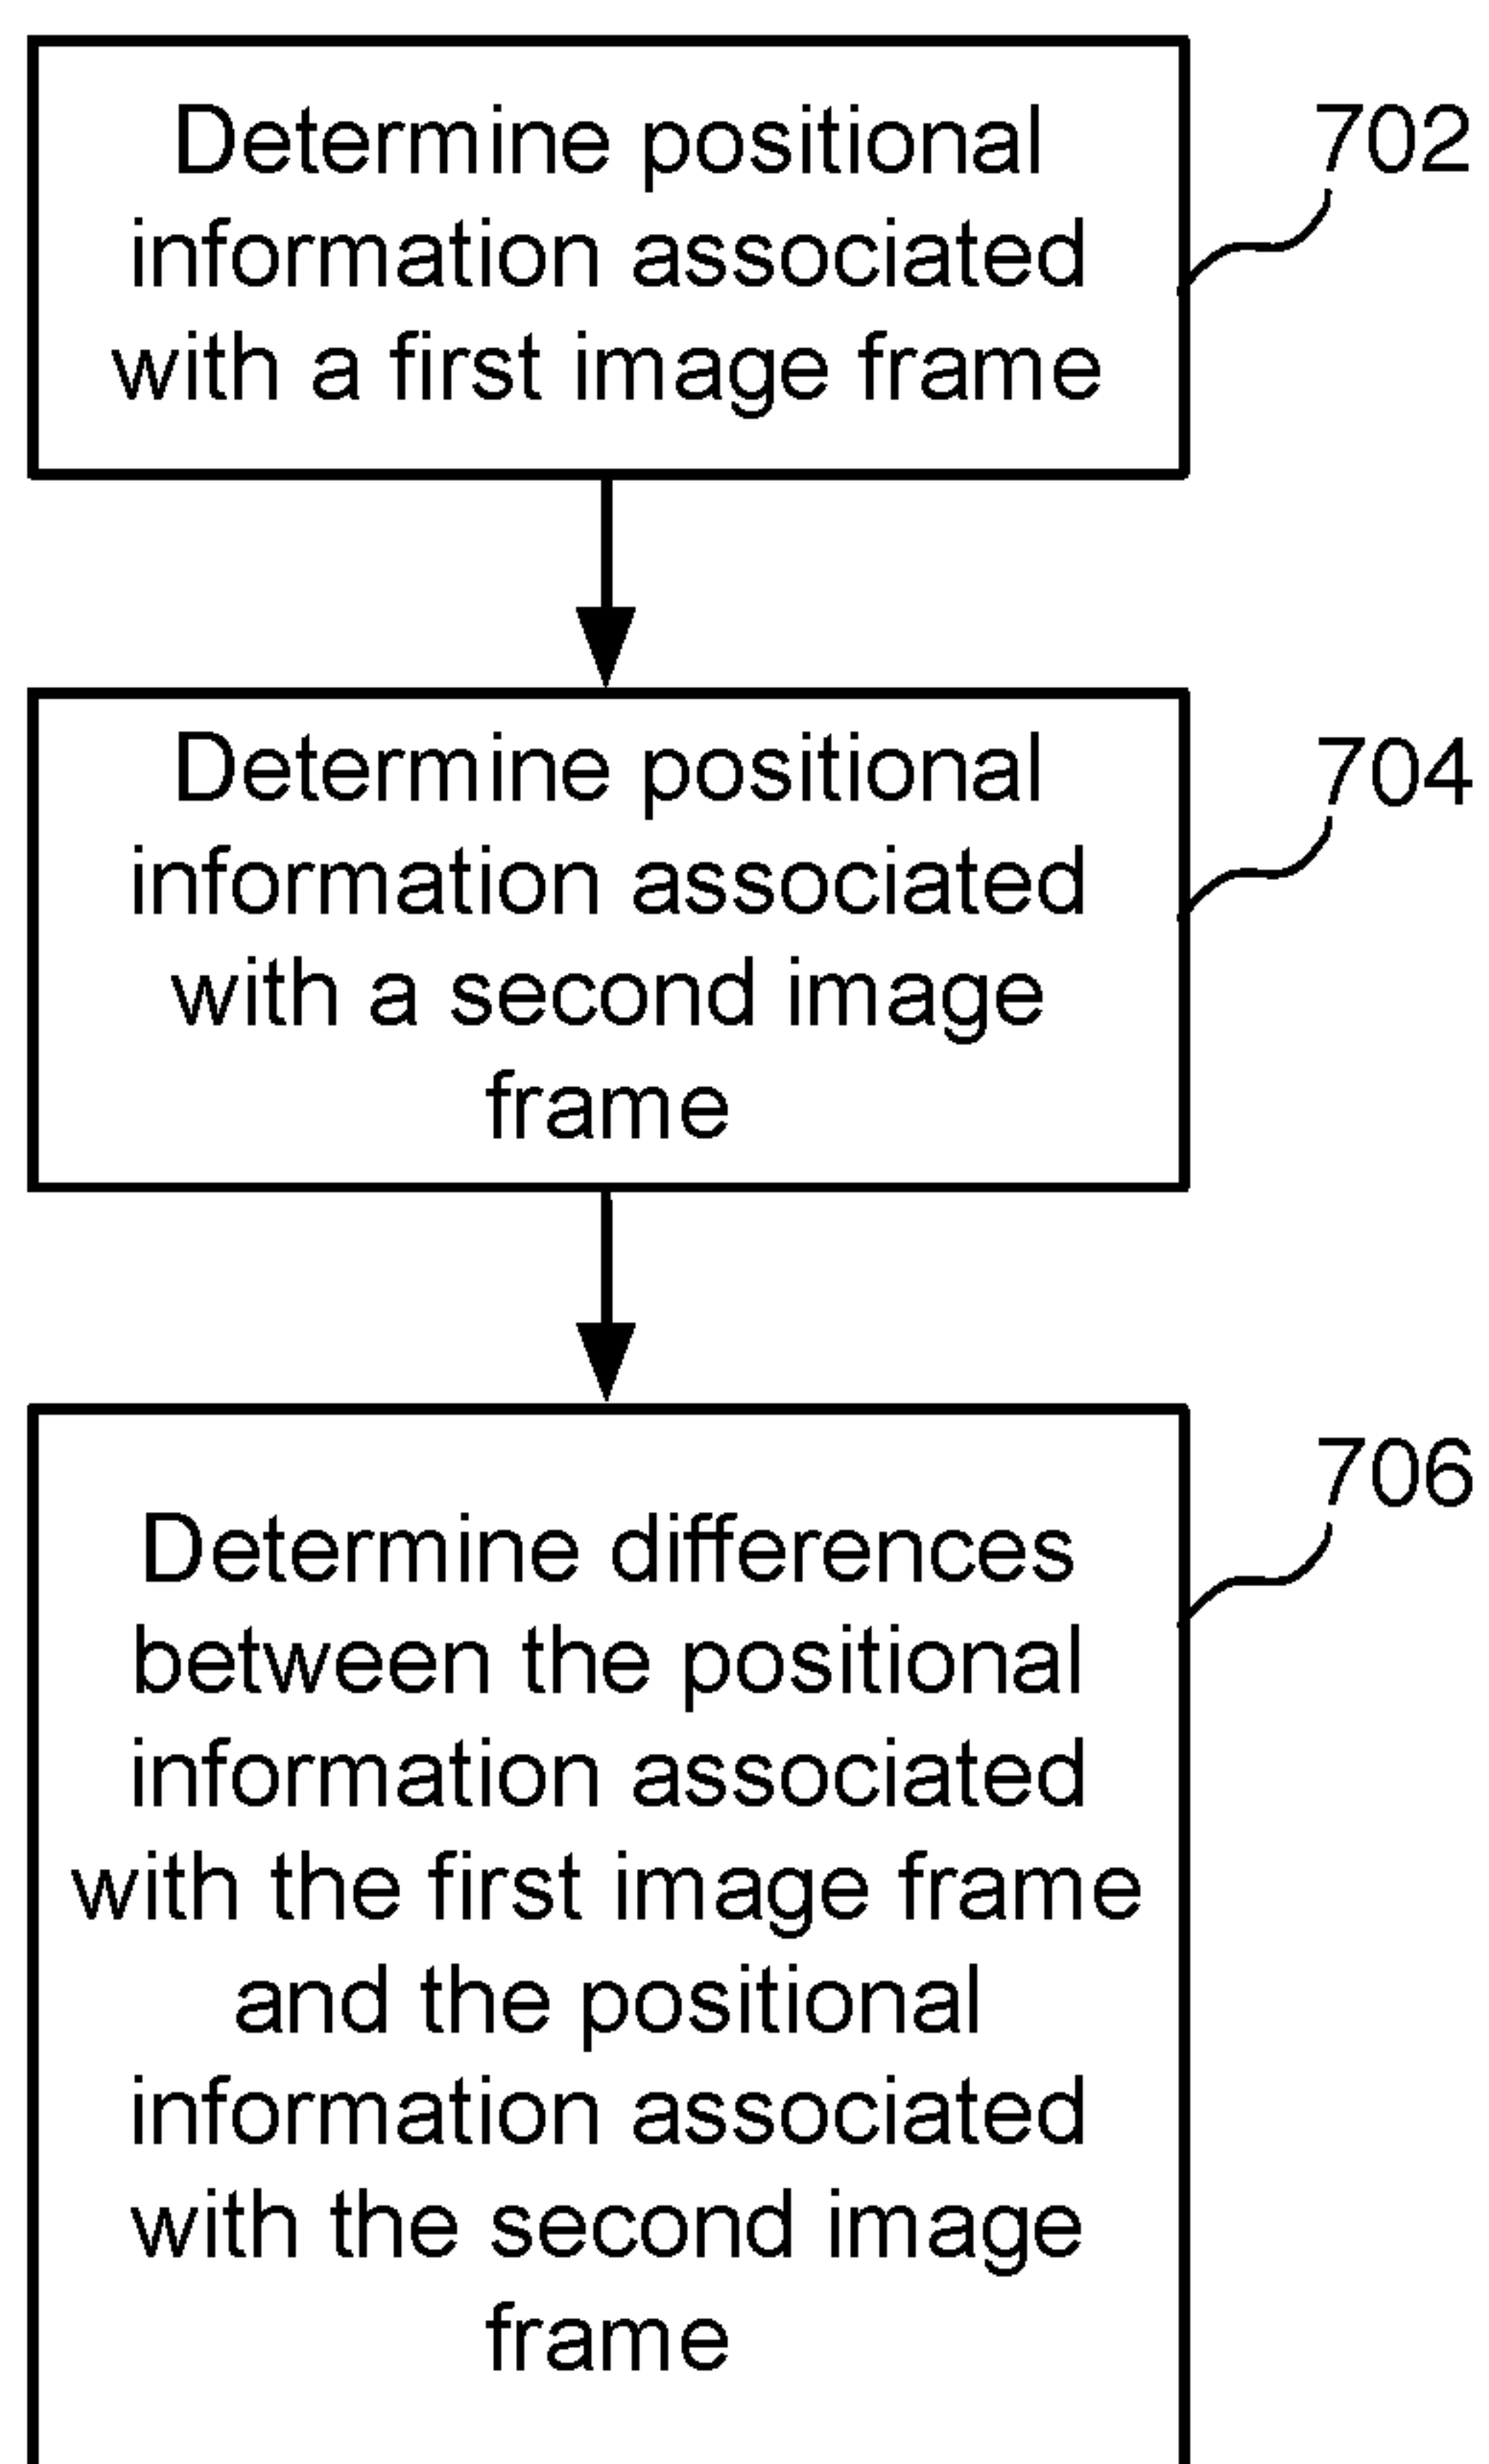 Determine positional
information associated
with a first image frame
702
Determine positional
information associated
with a second image
frame
704
Determine differences
between the positional
information associated
with the first image frame
and the positional
information associated
with the second image
frame
706